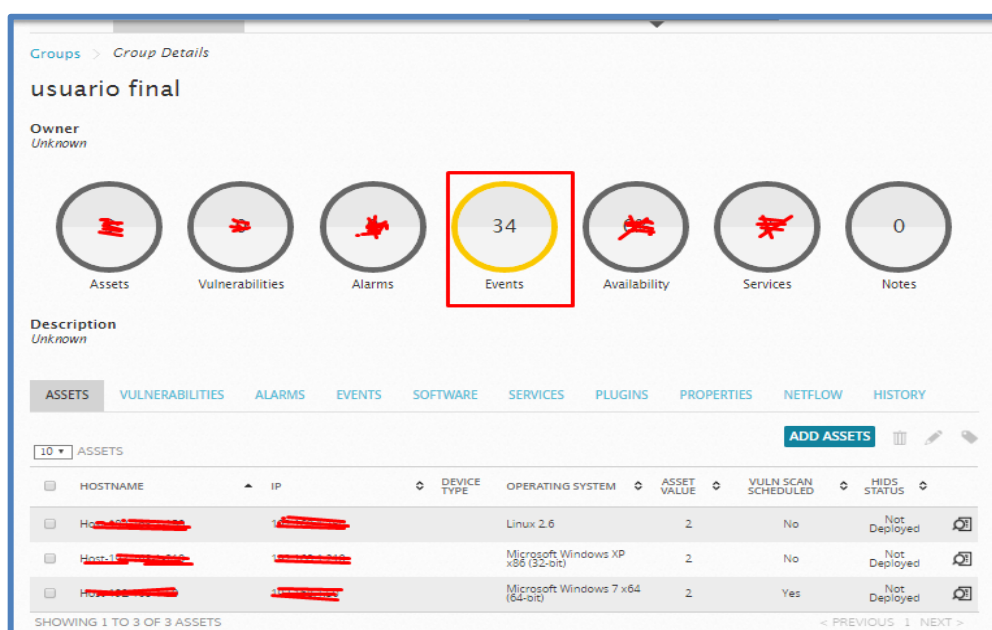 Groups > Group Details
usuario final
Owner
Unknown
34
0
Assets Vulnerabilities Alarms Events Availability Services Notes
Description
Unknown
ASSETS VULNERABILITIES ALARMS EVENTS SOFTWARE SERVICES PLUGINS PROPERTIES NETFLOW HISTORY
ADD ASSETS
10 ASSETS
HOSTNAME IP DEVICE TYPE OPERATING SYSTEM ASSET VALUE VULN SCAN SCHEDULED HIDS STATUS
Linux 2.6 2 No Not Deployed
Host-1 Microsoft Windows XP x86 (32-bit) 2 No Not Deployed
Microsoft Windows 7 x64 (64-bit) 2 Yes Not Deployed
SHOWING 1 TO 3 OF 3 ASSETS < PREVIOUS 1 NEXT >